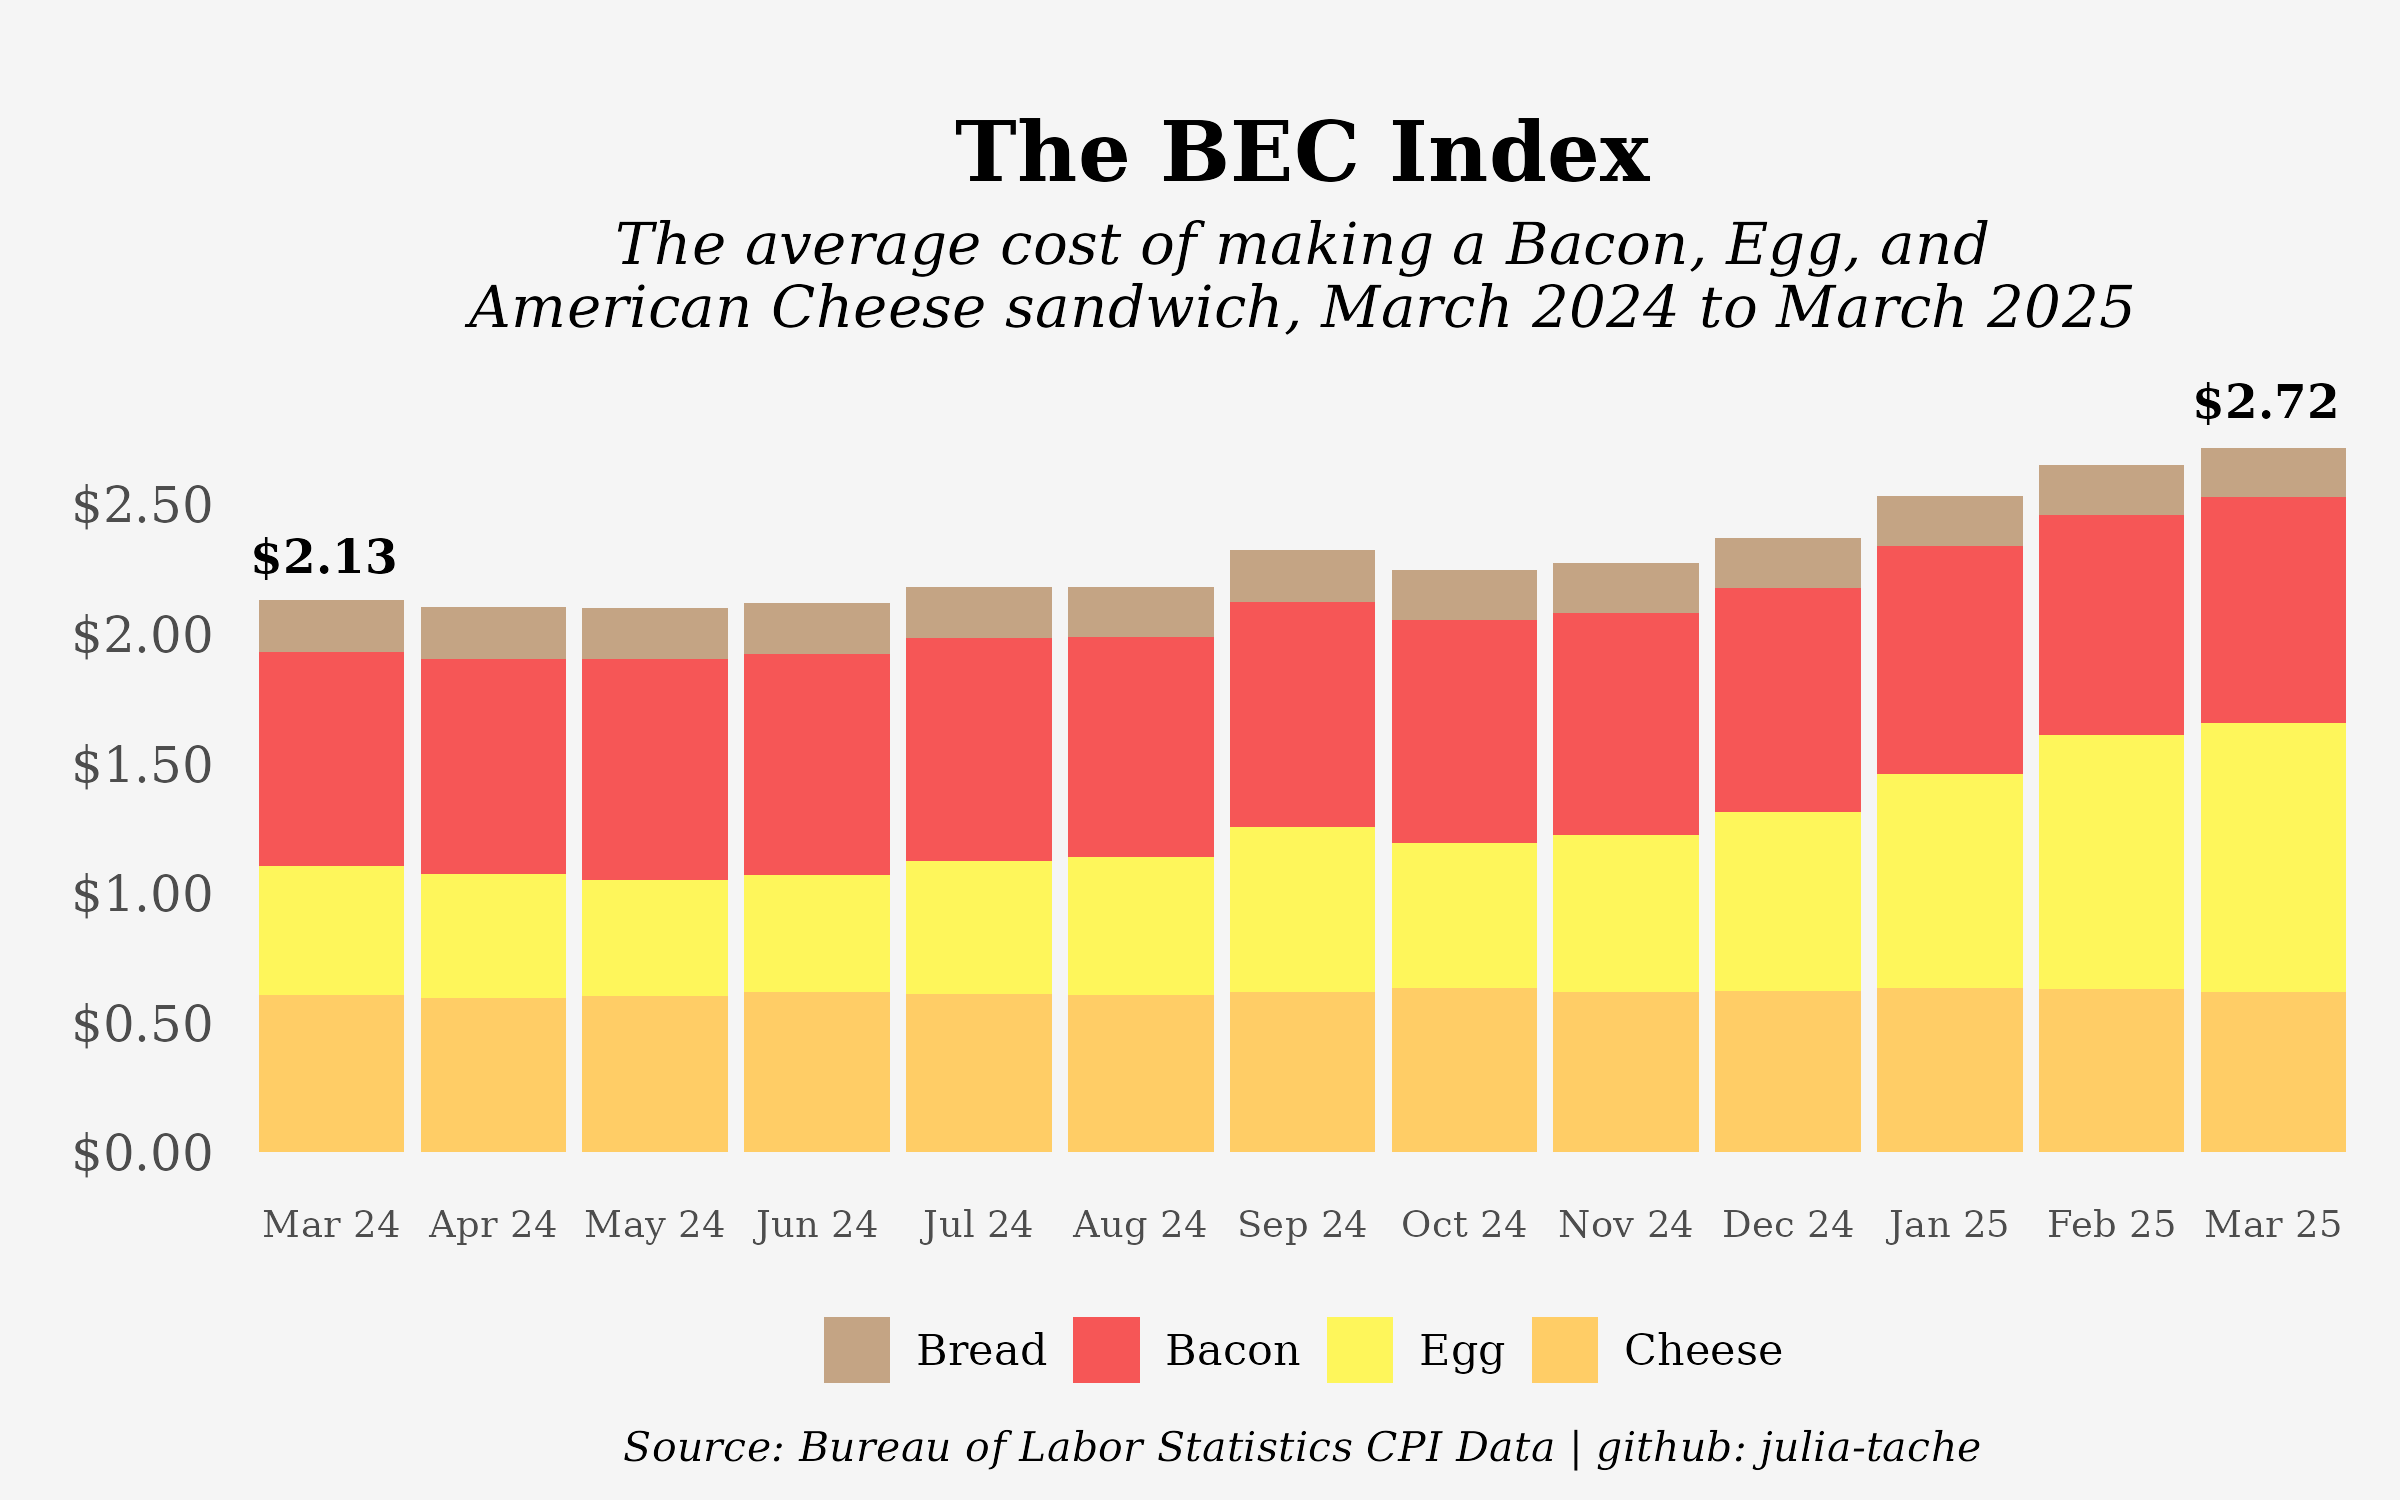 The BEC Index
The average cost of making a Bacon, Egg, and
American Cheese sandwich, March 2024 to March 2025
$2.72
$2.50
$2.13
$2.00
$1.50
$1.00
$0.50
$0.00
Mar 24 Apr 24 May 24 Jun 24 Jul 24 Aug 24 Sep 24 Oct 24 Nov 24 Dec 24 Jan 25 Feb 25 Mar 25
Bread Bacon Egg Cheese
Source: Bureau of Labor Statistics CPI Data | github: julia-tache